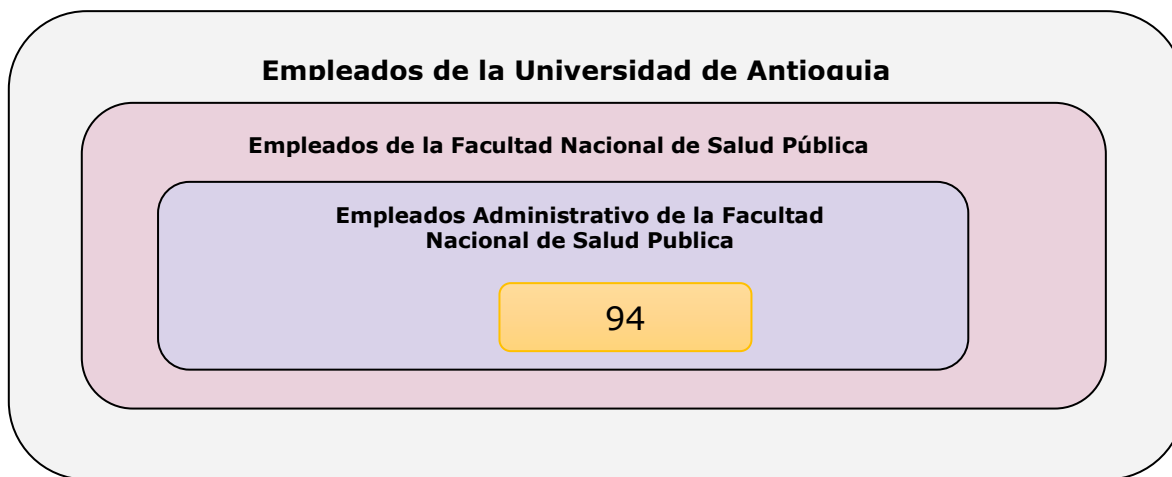 Empleados de la Universidad de Antioquia
Empleados de la Facultad Nacional de Salud Pública
Empleados Administrativo de la Facultad
Nacional de Salud Publica
94